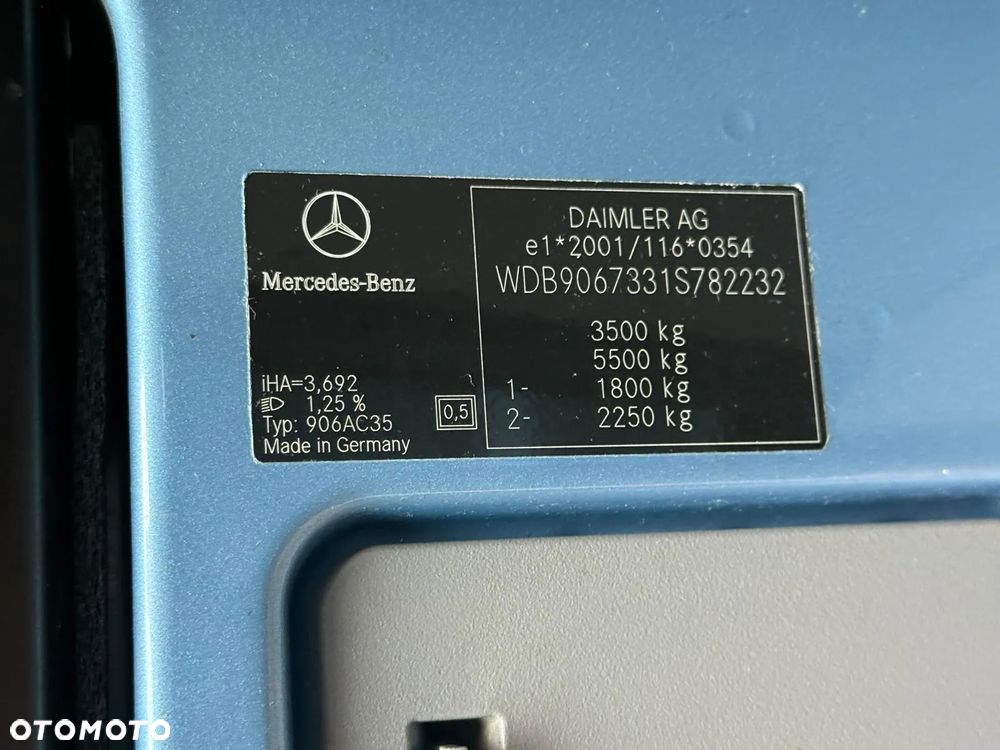 Mercedes-Benz
iHA=3,692
1,25 %
Typ: 906AC35
Made in Germany
0,5
DAIMLER AG
e1*2001/116*0354
WDB9067331S782232
3500 kg
5500 kg
1- 1800 kg
2- 2250 kg
OTOMOTO